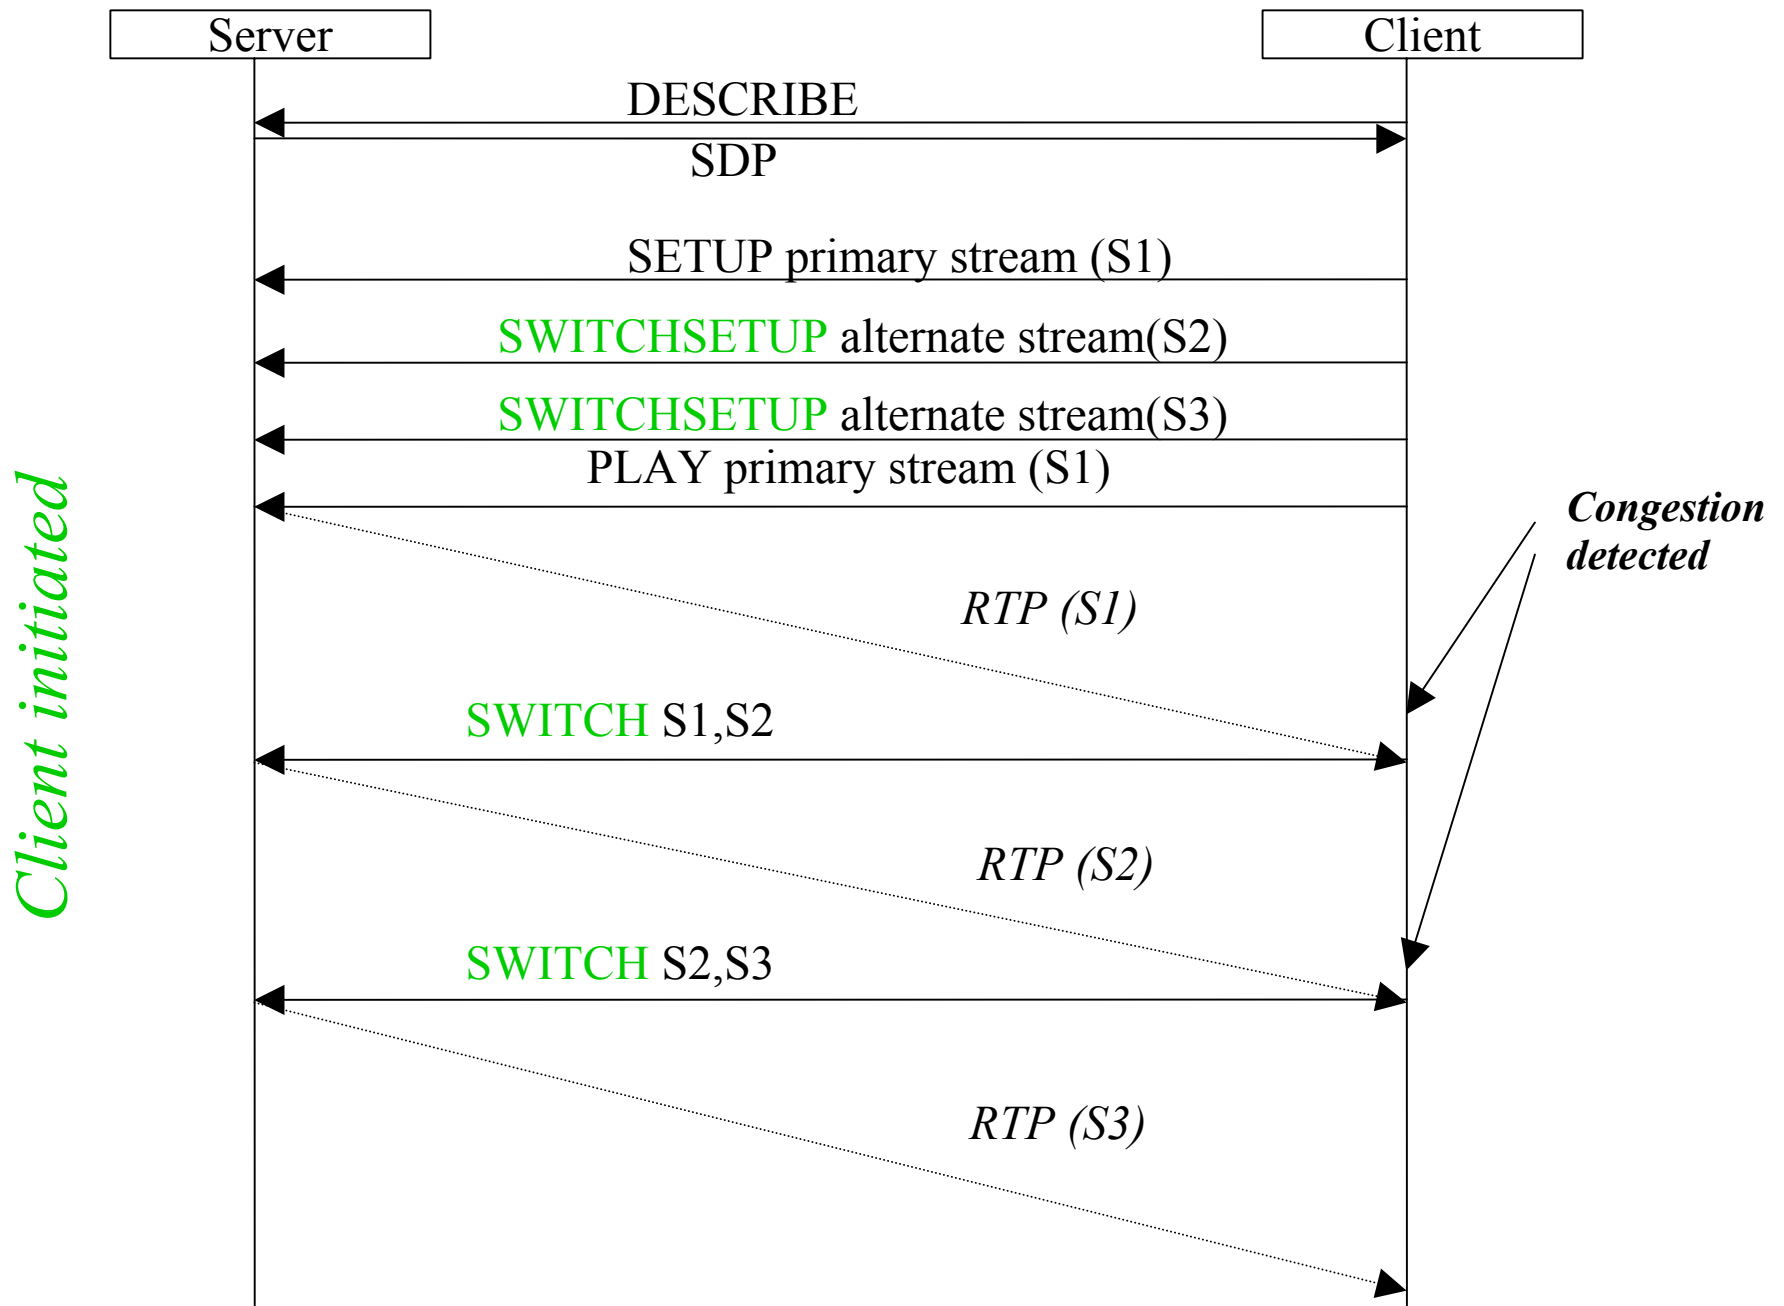 Server
Client
DESCRIBE
SDP
SETUP primary stream (S1)
SWITCHSETUP alternate stream(S2)
SWITCHSETUP alternate stream(S3)
PLAY primary stream (S1)
Client initiated
Congestion
detected
RTP (S1)
SWITCH S1,S2
RTP (S2)
SWITCH S2,S3
RTP (S3)